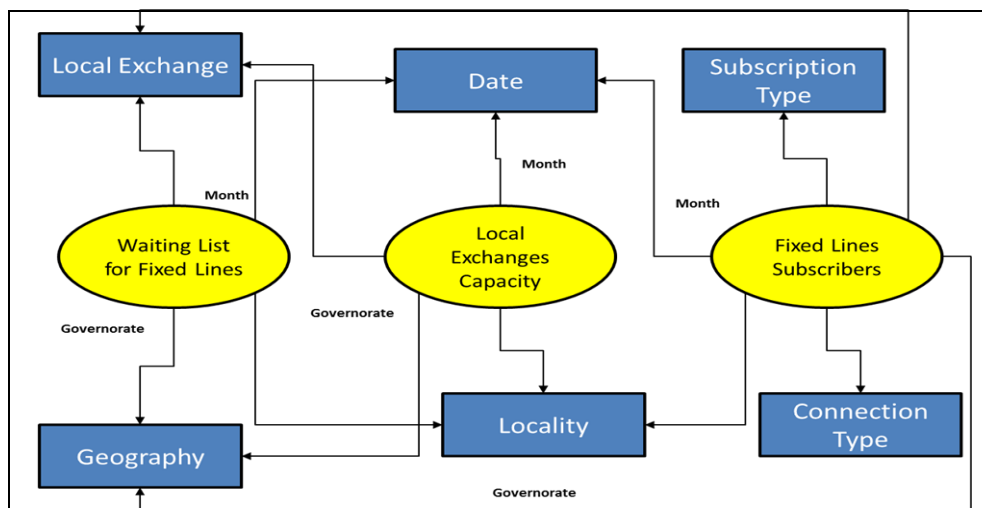 Local Exchange
Date
Subscription
Type
Month
Month
Month
Waiting List
for Fixed Lines
Local
Exchanges
Capacity
Fixed Lines
Subscribers
Governorate
Governorate
Geography
Locality
Connection
Type
Governorate